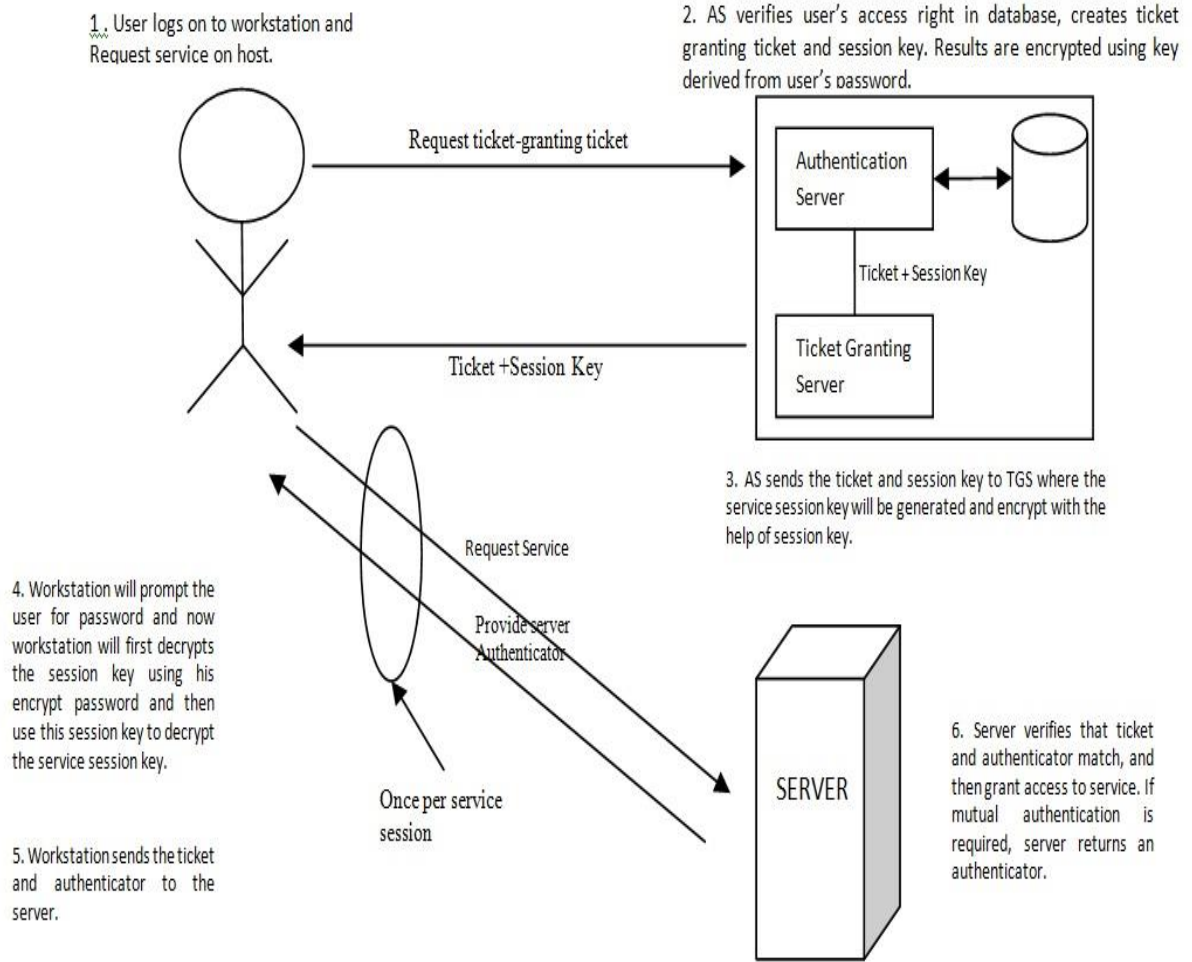 1 . User logs on to workstation and
Request service on host.
2. AS verifies user's access right in database, creates ticket
granting ticket and session key. Results are encrypted using key
derived from user's password.
Request ticket-granting ticket
Authentication
Server
Ticket + Session Key
Ticket Granting
Server
Ticket +Session Key
3. AS sends the ticket and session key to TGS where the
service session key will be generated and encrypt with the
help of session key.
Request Service
Provide server
Authenticator
4. Workstation will prompt the
user for password and now
workstation will first decrypts
the session key using his
encrypt password and then
use this session key to decrypt
the service session key.
Once per service
session
SERVER
6. Server verifies that ticket
and authenticator match, and
then grant access to service. If
mutual authentication is
required, server returns an
authenticator.
5. Workstation sends the ticket
and authenticator to the
server.